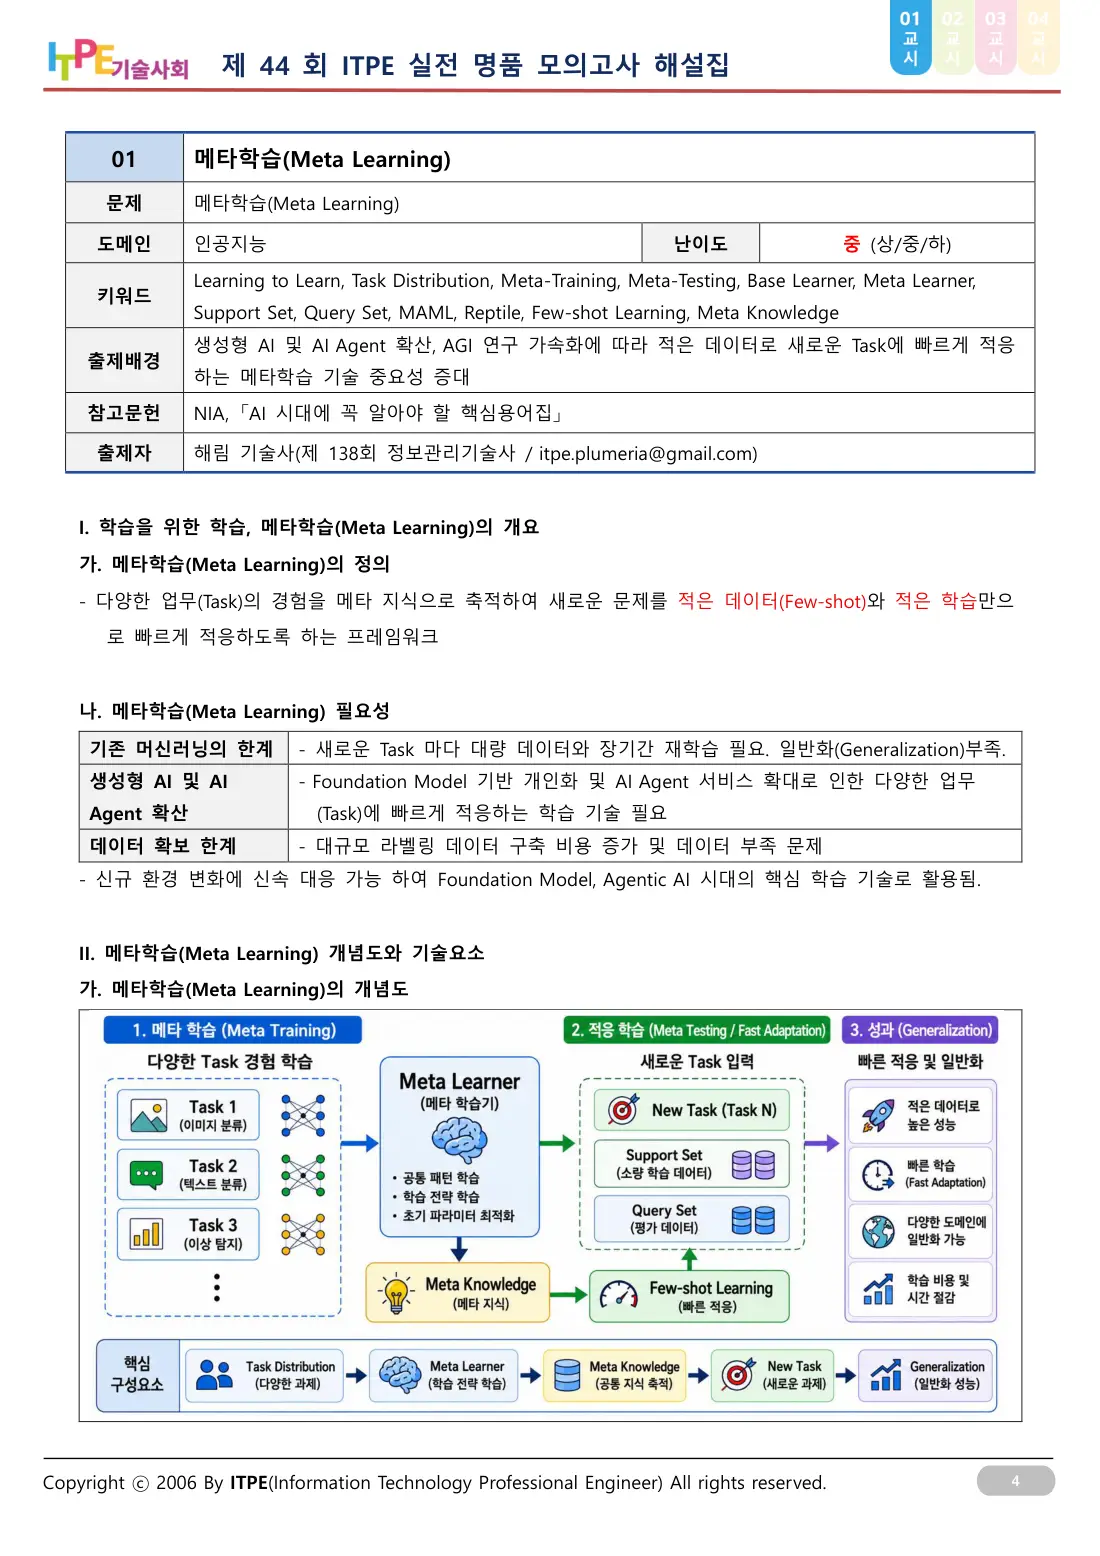 ITPE기술사회
제 44 회 ITPE 실전 명품 모의고사 해설집
01 교시
02 교시
03 교시
04 교시
01 메타학습(Meta Learning)
문제 메타학습(Meta Learning)
도메인 인공지능 난이도 중 (상/중/하)
키워드 Learning to Learn, Task Distribution, Meta-Training, Meta-Testing, Base Learner, Meta Learner,
Support Set, Query Set, MAML, Reptile, Few-shot Learning, Meta Knowledge
출제배경 생성형 AI 및 AI Agent 확산, AGI 연구 가속화에 따라 적은 데이터로 새로운 Task에 빠르게 적응
하는 메타학습 기술 중요성 증대
참고문헌 NIA,「AI 시대에 꼭 알아야 할 핵심용어집」
출제자 해림 기술사(제 138회 정보관리기술사 / itpe.plumeria@gmail.com)
I. 학습을 위한 학습, 메타학습(Meta Learning)의 개요
가. 메타학습(Meta Learning)의 정의
- 다양한 업무(Task)의 경험을 메타 지식으로 축적하여 새로운 문제를 적은 데이터(Few-shot)와 적은 학습만으
로 빠르게 적응하도록 하는 프레임워크
나. 메타학습(Meta Learning) 필요성
기존 머신러닝의 한계 - 새로운 Task 마다 대량 데이터와 장기간 재학습 필요. 일반화(Generalization)부족.
생성형 AI 및 AI
Agent 확산
- Foundation Model 기반 개인화 및 AI Agent 서비스 확대로 인한 다양한 업무
(Task)에 빠르게 적응하는 학습 기술 필요
데이터 확보 한계 - 대규모 라벨링 데이터 구축 비용 증가 및 데이터 부족 문제
- 신규 환경 변화에 신속 대응 가능 하여 Foundation Model, Agentic AI 시대의 핵심 학습 기술로 활용됨.
II. 메타학습(Meta Learning) 개념도와 기술요소
가. 메타학습(Meta Learning)의 개념도
1. 메타 학습 (Meta Training)
다양한 Task 경험 학습
Task 1
(이미지 분류)
Task 2
(텍스트 분류)
Task 3
(이상 탐지)
Meta Learner
(메타 학습기)
• 공통 패턴 학습
• 학습 전략 학습
• 초기 파라미터 최적화
Meta Knowledge
(메타 지식)
2. 적응 학습 (Meta Testing / Fast Adaptation)
새로운 Task 입력
New Task (Task N)
Support Set
(소량 학습 데이터)
Query Set
(평가 데이터)
Few-shot Learning
(빠른 적응)
3. 성과 (Generalization)
빠른 적응 및 일반화
적은 데이터로
높은 성능
빠른 학습
(Fast Adaptation)
다양한 도메인에
일반화 가능
학습 비용 및
시간 절감
핵심
구성요소
Task Distribution
(다양한 과제)
Meta Learner
(학습 전략 학습)
Meta Knowledge
(공통 지식 축적)
New Task
(새로운 과제)
Generalization
(일반화 성능)
Copyright ⓒ 2006 By ITPE(Information Technology Professional Engineer) All rights reserved.
4